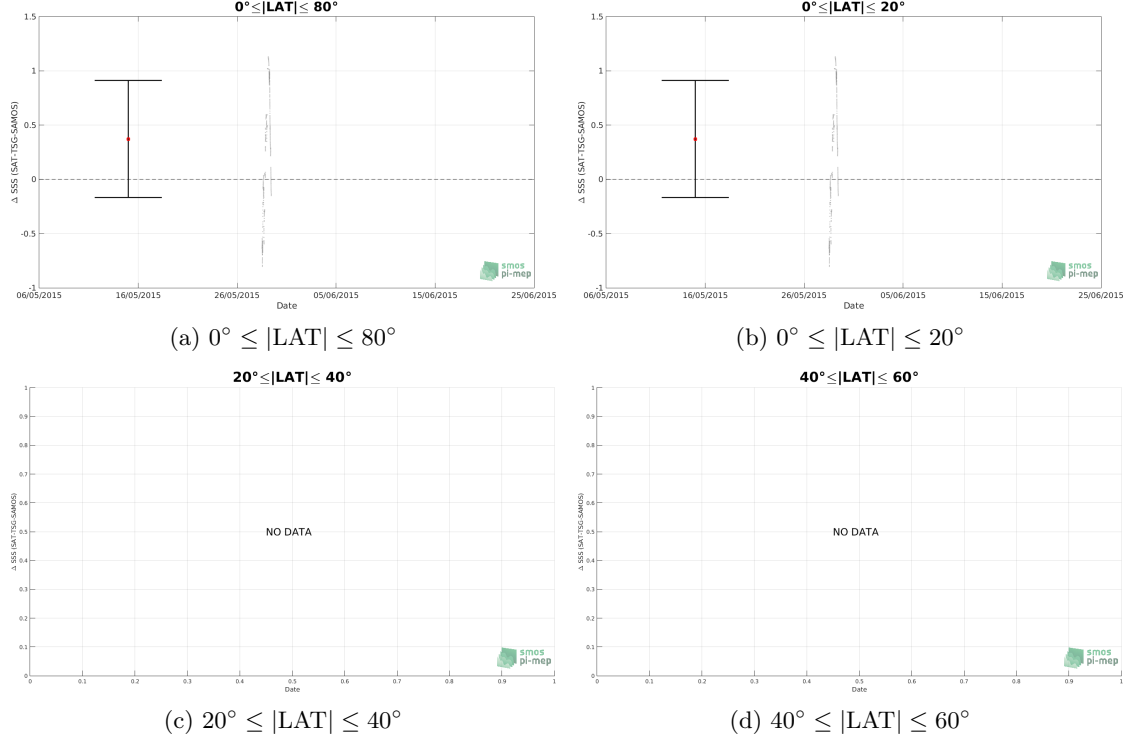 0°≤|LAT|≤ 80°
1.5
1
0.5
0
-0.5
-1
Δ SSS (SAT-TSG-SAMOS)
06/05/2015 16/05/2015 26/05/2015 05/06/2015 15/06/2015 25/06/2015
Date
smos
pi-mep
(a) 0° ≤ |LAT| ≤ 80°
0°≤|LAT|≤ 20°
1.5
1
0.5
0
-0.5
-1
Δ SSS (SAT-TSG-SAMOS)
06/05/2015 16/05/2015 26/05/2015 05/06/2015 15/06/2015 25/06/2015
Date
smos
pi-mep
(b) 0° ≤ |LAT| ≤ 20°
20°≤|LAT|≤ 40°
1
0.9
0.8
0.7
0.6
0.5
0.4
0.3
0.2
0.1
0
Δ SSS (SAT-TSG-SAMOS)
NO DATA
0 0.1 0.2 0.3 0.4 0.5 0.6 0.7 0.8 0.9 1
Date
smos
pi-mep
(c) 20° ≤ |LAT| ≤ 40°
40°≤|LAT|≤ 60°
1
0.9
0.8
0.7
0.6
0.5
0.4
0.3
0.2
0.1
0
Δ SSS (SAT-TSG-SAMOS)
NO DATA
0 0.1 0.2 0.3 0.4 0.5 0.6 0.7 0.8 0.9 1
Date
smos
pi-mep
(d) 40° ≤ |LAT| ≤ 60°